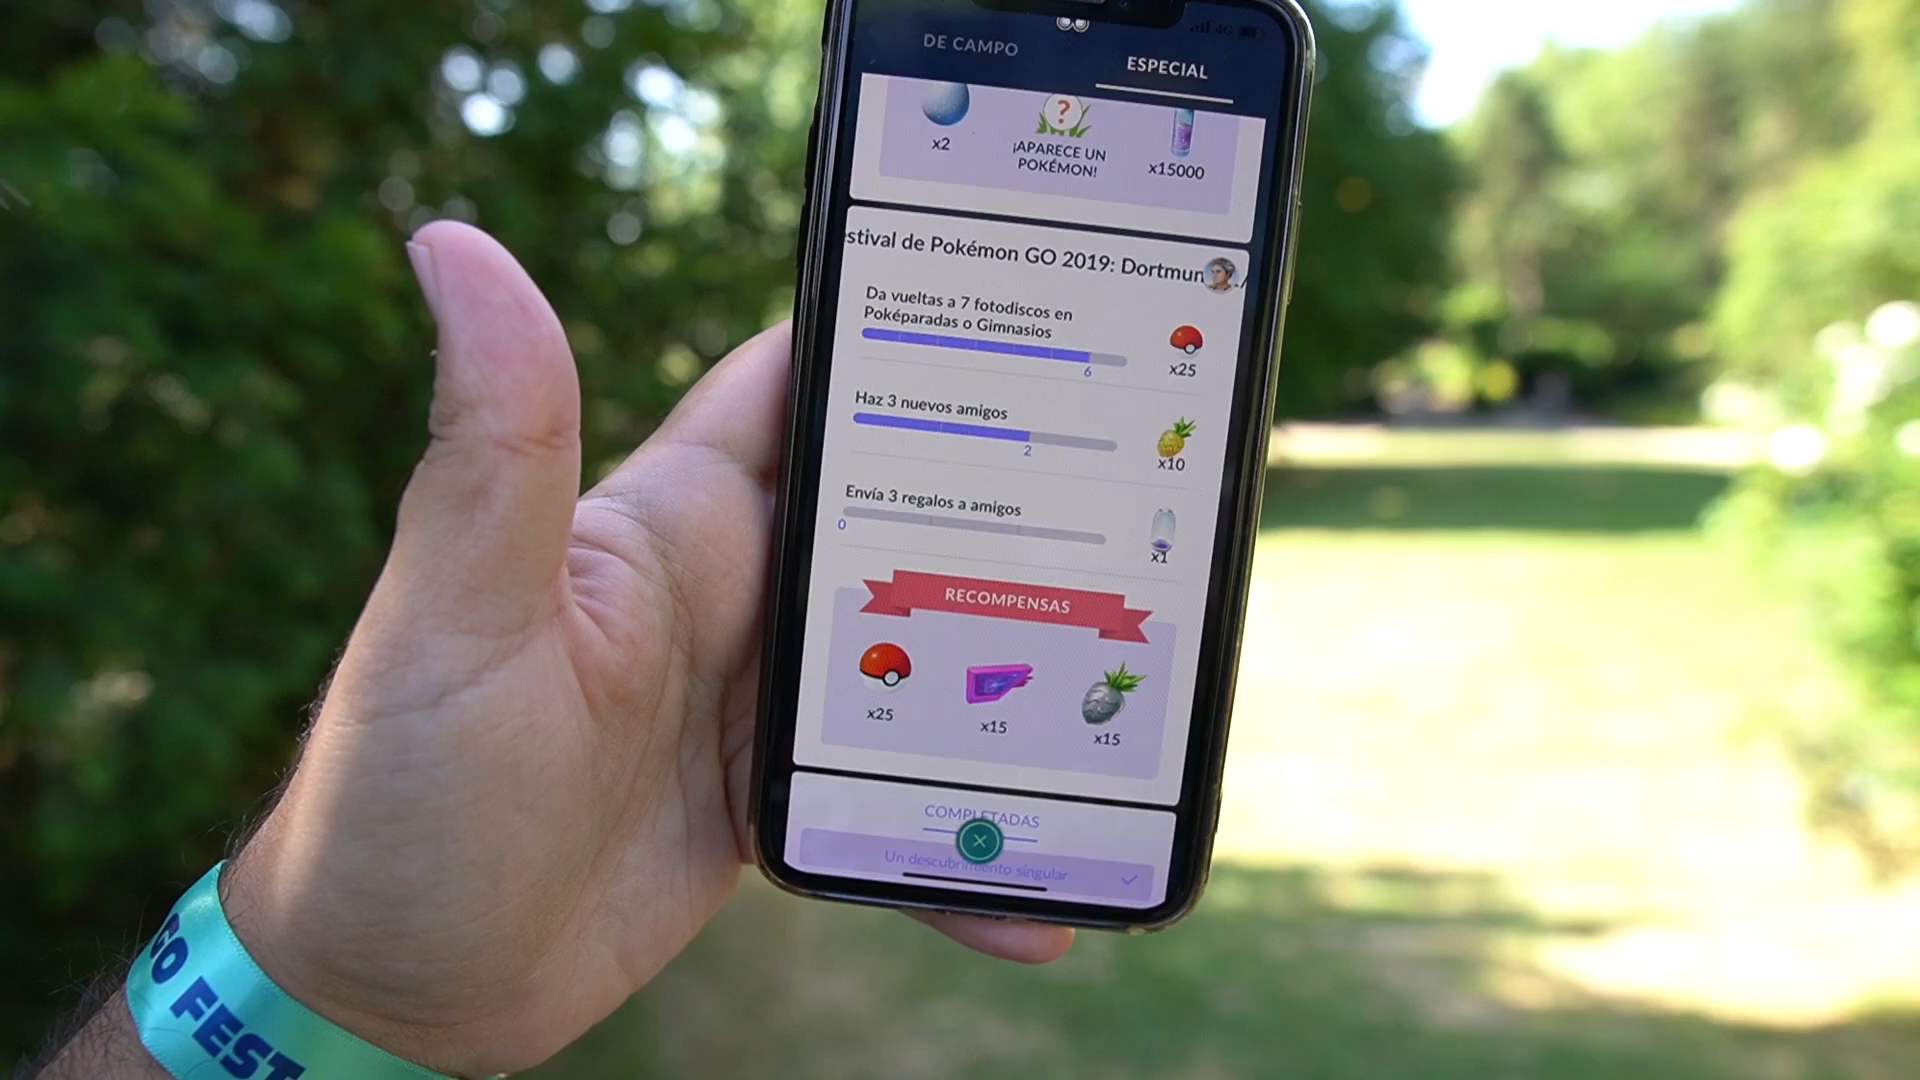 4G
DE CAMPO
ESPECIAL
?
x2
¡APARECE UN
POKÉMON!
x15000
stival de Pokémon GO 2019: Dortmun
Da vueltas a 7 fotodiscos en
Poképaradas o Gimnasios
6
x25
Haz 3 nuevos amigos
2
x10
Envía 3 regalos a amigos
0
x1
RECOMPENSAS
x25
x15
x15
COMPLETADAS
Un descubrimiento singular
GO FEST